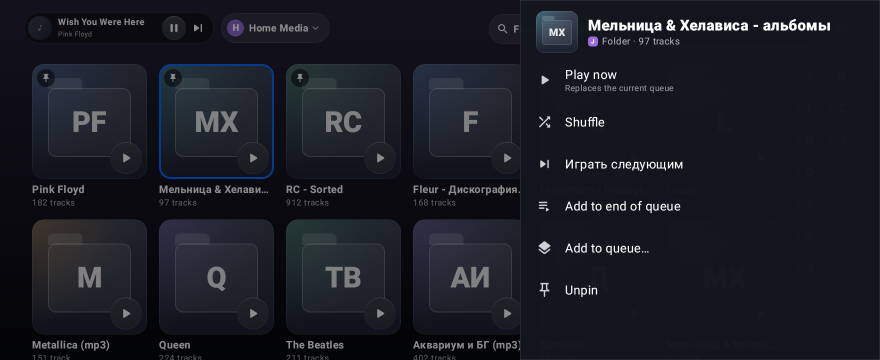 Wish You Were Here
Pink Floyd
H Home Media
F
PF
MX
RC
F
Pink Floyd
182 tracks
Мельница & Хелави...
97 tracks
RC - Sorted
912 tracks
Fleur - Дискография.
168 tracks
M
Q
TB
АИ
Metallica (mp3)
151 track
Queen
224 tracks
The Beatles
211 tracks
Аквариум и БГ (mp3)
402 tracks
MX
Мельница & Хелависа - альбомы
J Folder · 97 tracks
Play now
Replaces the current queue
Shuffle
Играть следующим
Add to end of queue
Add to queue...
Unpin